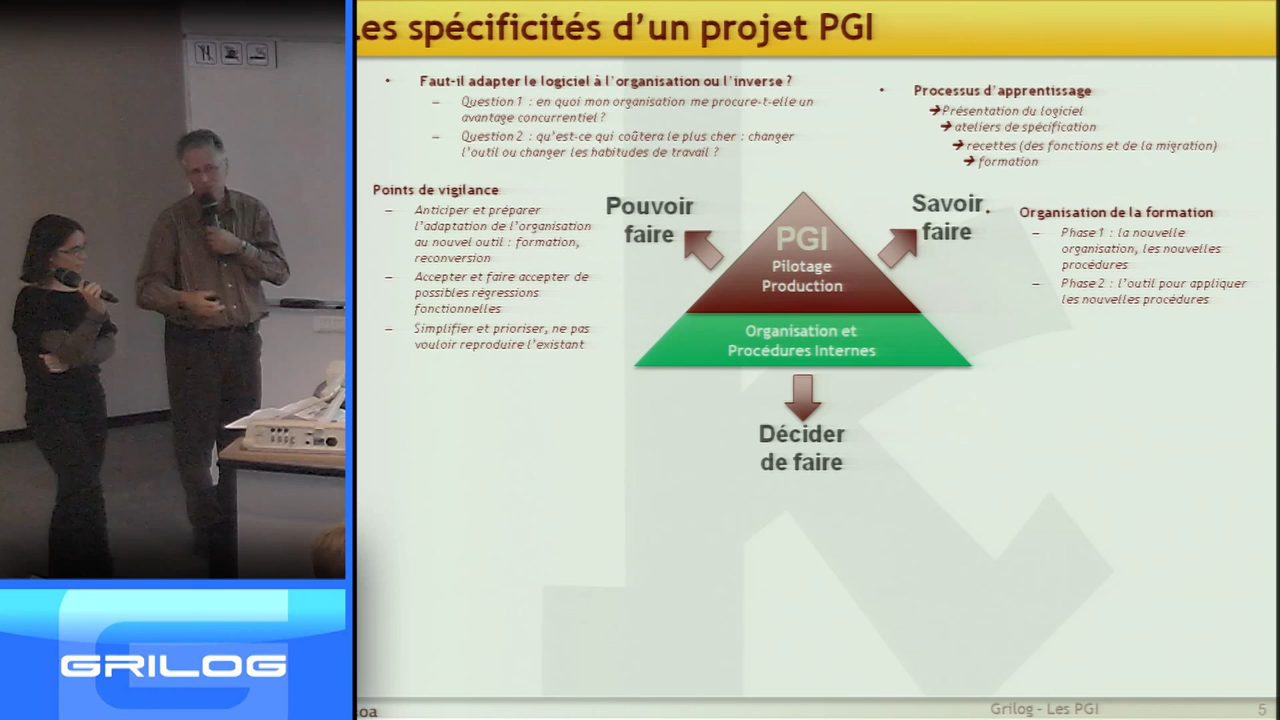 es spécificités d'un projet PGI
• Faut-il adapter le logiciel à l'organisation ou l'inverse ?
– Question 1 : en quoi mon organisation me procure-t-elle un
avantage concurrentiel ?
– Question 2 : qu'est-ce qui coûtera le plus cher : changer
l'outil ou changer les habitudes de travail ?
• Processus d'apprentissage
➔Présentation du logiciel
➔ ateliers de spécification
➔ recettes (des fonctions et de la migration)
➔ formation
Points de vigilance
– Anticiper et préparer
l'adaptation de l'organisation
au nouvel outil : formation,
reconversion
– Accepter et faire accepter de
possibles régressions
fonctionnelles
– Simplifier et prioriser, ne pas
vouloir reproduire l'existant
Pouvoir
faire
PGI
Pilotage
Production
Organisation et
Procédures Internes
Savoir
faire
• Organisation de la formation
– Phase 1 : la nouvelle
organisation, les nouvelles
procédures
– Phase 2 : l'outil pour appliquer
les nouvelles procédures
Décider
de faire
GRILOG
oa
Grilog - Les PGI
5